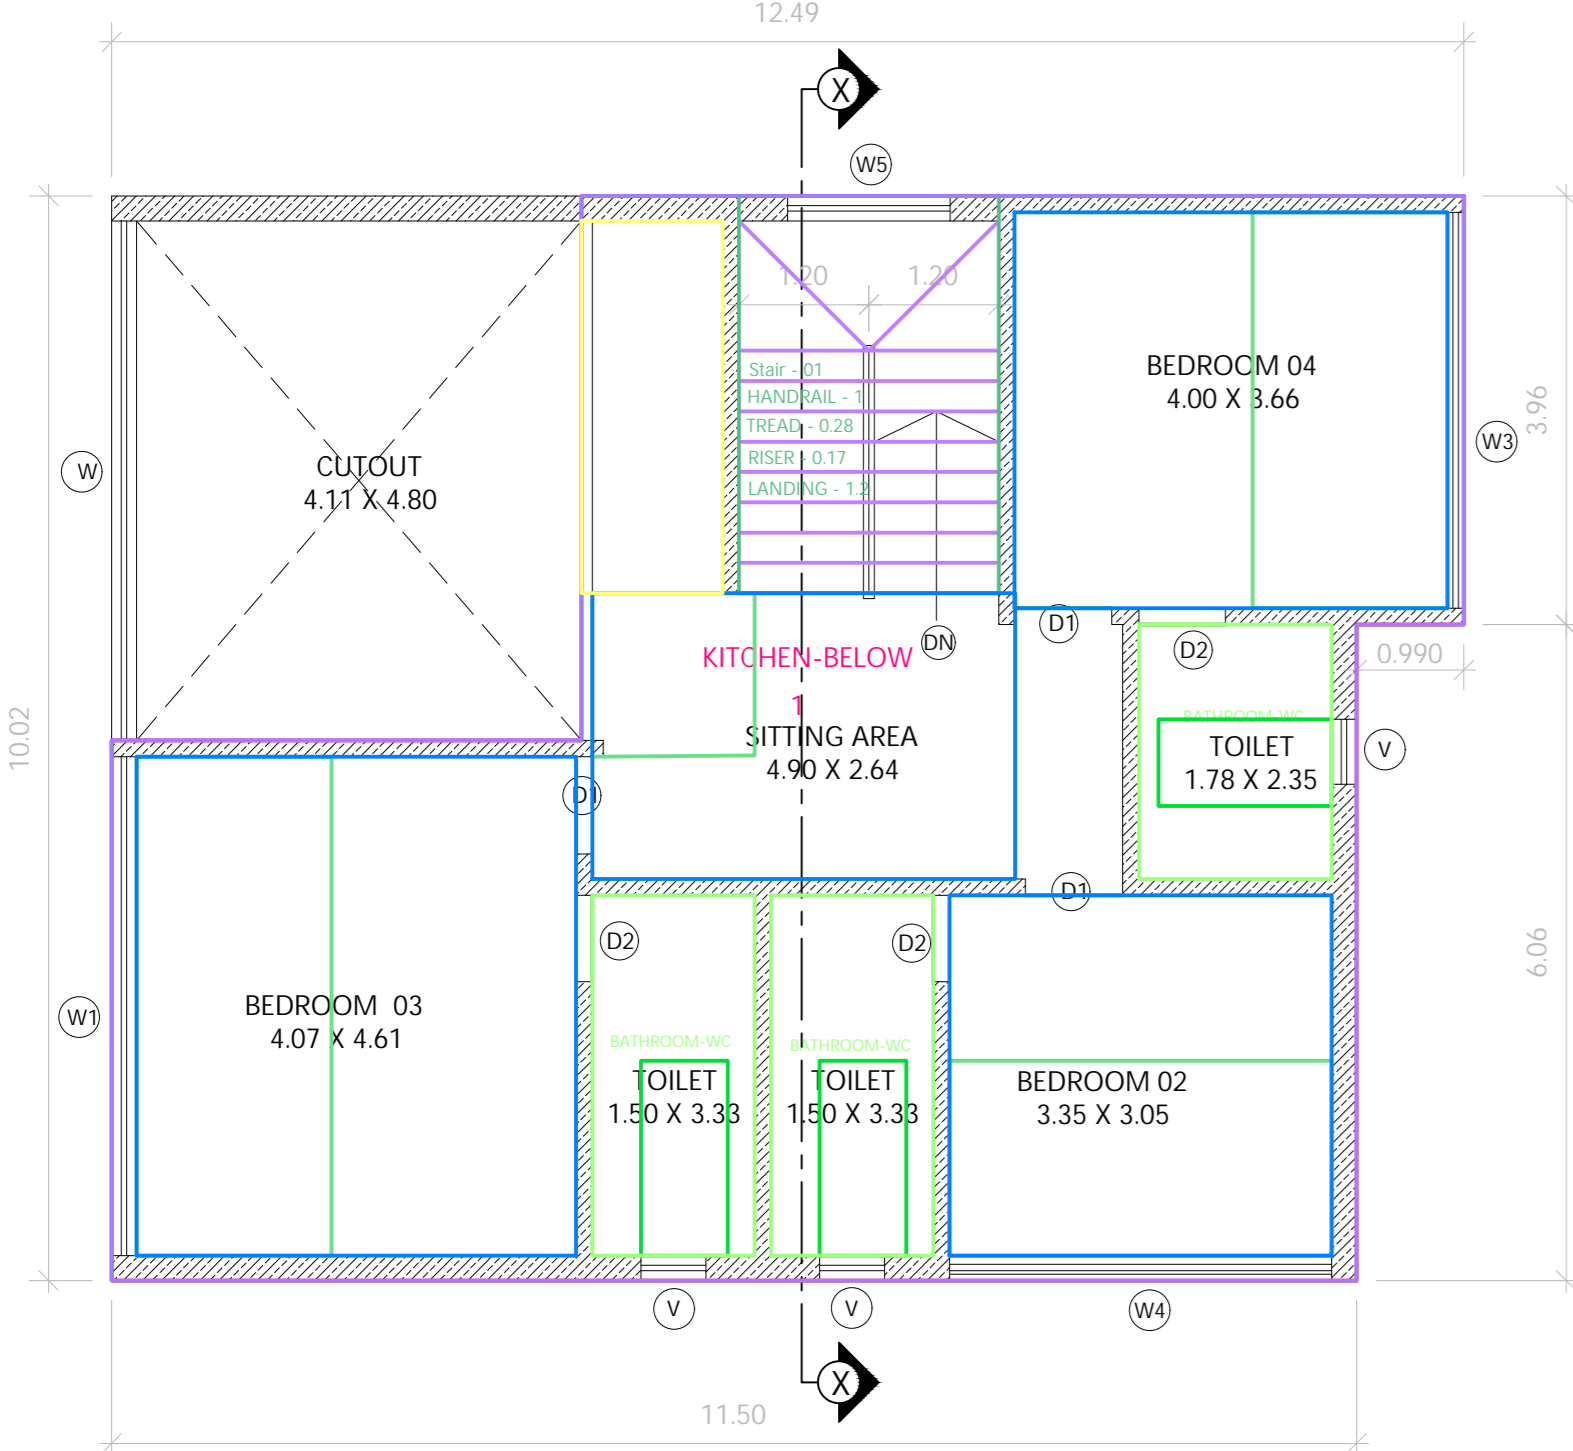 12.49
X
W5
1.20
1.20
Stair - 01
HANDRAIL - 1
TREAD - 0.28
RISER - 0.17
LANDING - 1.2
BEDROOM 04
4.00 X 3.66
3.96
W3
W
CUTOUT
4.11 X 4.80
D1
DN
D2
0.990
KITCHEN-BELOW
1
SITTING AREA
4.90 X 2.64
BATHROOM-WC
TOILET
1.78 X 2.35
V
10.02
D1
D1
D2
D2
6.06
BEDROOM 03
4.07 X 4.61
W1
BATHROOM-WC
TOILET
1.50 X 3.33
BATHROOM-WC
TOILET
1.50 X 3.33
BEDROOM 02
3.35 X 3.05
V
V
W4
X
11.50